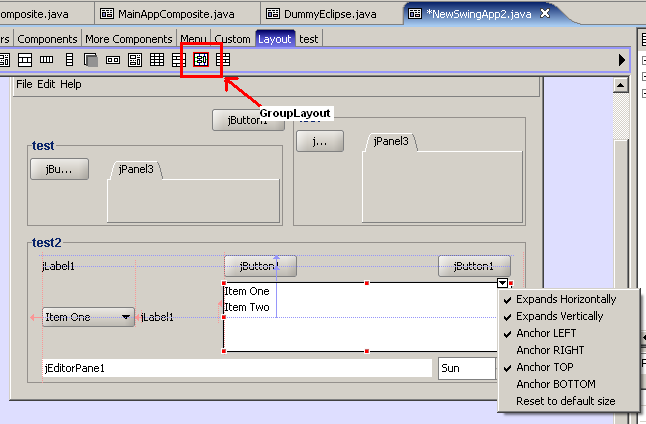 omposite.java MainAppComposite.java DummyEclipse.java *NewSwingApp2.java
rs Components More Components Menu Custom Layout test
File Edit Help
GroupLayout
jButton1
test
jBu... jPanel3
j... jPanel3
test2
jLabel1 jButton1 jButton1
Item One
Item Two
Item One jLabel1
jEditorPane1 Sun
Expands Horizontally
Expands Vertically
Anchor LEFT
Anchor RIGHT
Anchor TOP
Anchor BOTTOM
Reset to default size